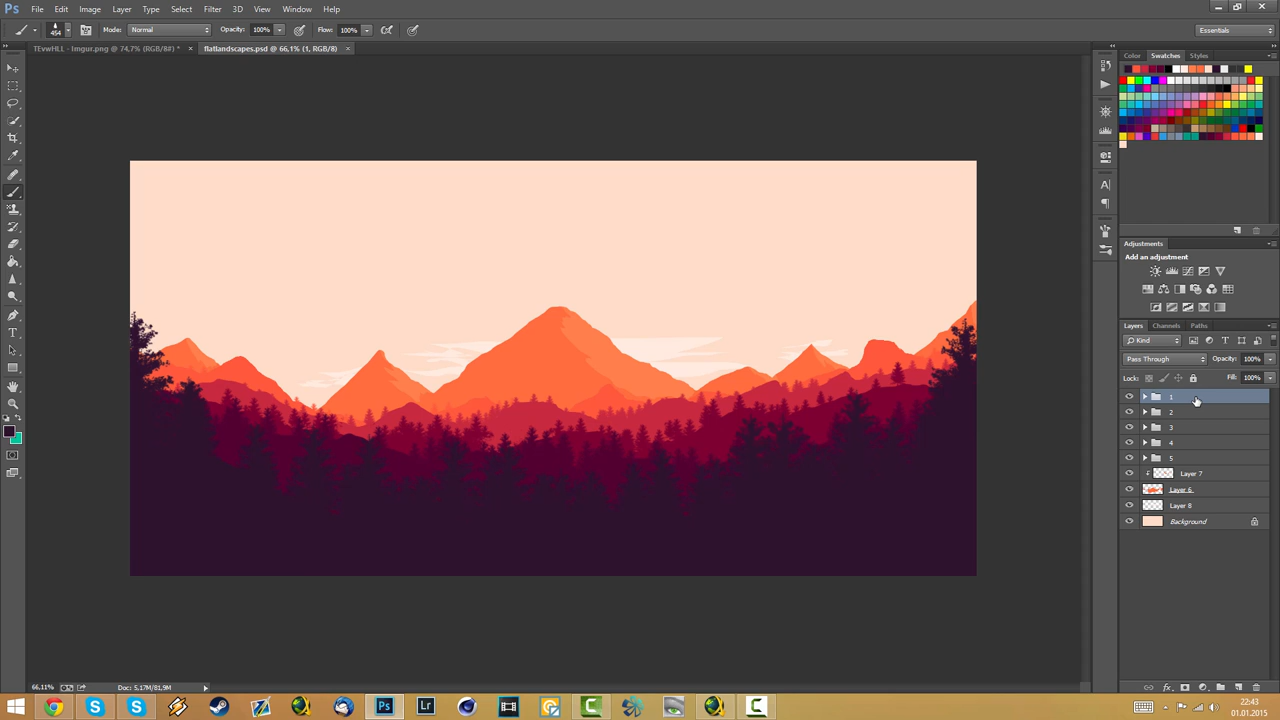 Ps File Edit Image Layer Type Select Filter 3D View Window Help
454 Mode: Normal Opacity: 100% Flow: 100% Essentials
TEvwHLL - Imgur.png @ 74,7% (RGB/8#) * × flatlandscapes.psd @ 66,1% (1, RGB/8) ×
Color Swatches Styles
Adjustments
Add an adjustment
Layers Channels Paths
Kind
Pass Through Opacity: 100%
Lock: Fill: 100%
1
2
3
4
5
Layer 7
Layer 6
Layer 8
Background
66,11% Doc: 5,17M/81,9M
Ps Lr
22:43
01.01.2015